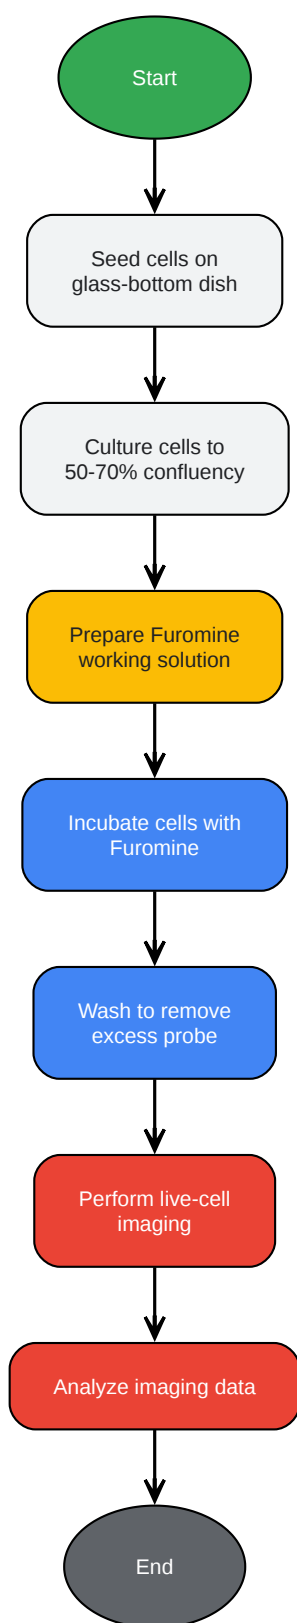 Start
Seed cells on
glass-bottom dish
Culture cells to
50-70% confluency
Prepare Furomine
working solution
Incubate cells with
Furomine
Wash to remove
excess probe
Perform live-cell
imaging
Analyze imaging data
End